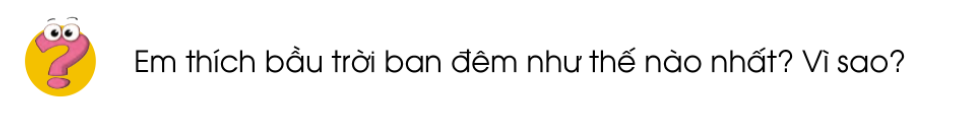 Em thích bầu trời ban đêm như thế nào nhất? Vì sao?